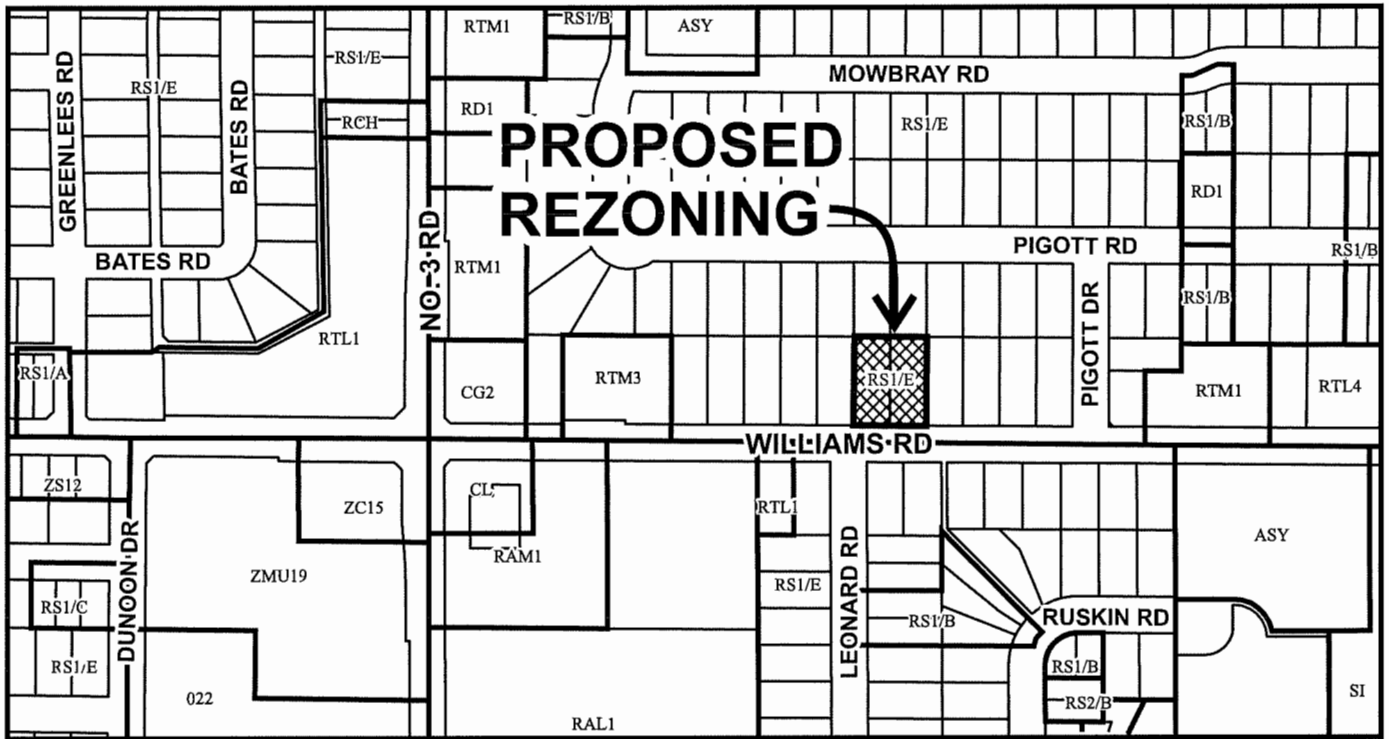 RTM1
RS1/B
ASY
GREENLEES RD
RS1/E
BATES RD
RS1/E
MOWBRAY RD
RCH
RD1
RS1/E
RS1/B
PROPOSED
REZONING
RD1
NO. 3 RD
BATES RD
RTM1
PIGOTT RD
RS1/B
RS1/B
PIGOTT DR
RTL1
RS1/A
CG2
RTM3
RS1/E
RTM1
RTL4
WILLIAMS RD
ZS12
DUNOON DR
ZC15
CL
RAM1
RTL1
LEONARD RD
ASY
ZMU19
RS1/E
RS1/C
RS1/B
RUSKIN RD
RS1/E
RS1/B
022
RS2/B
SI
RAL1